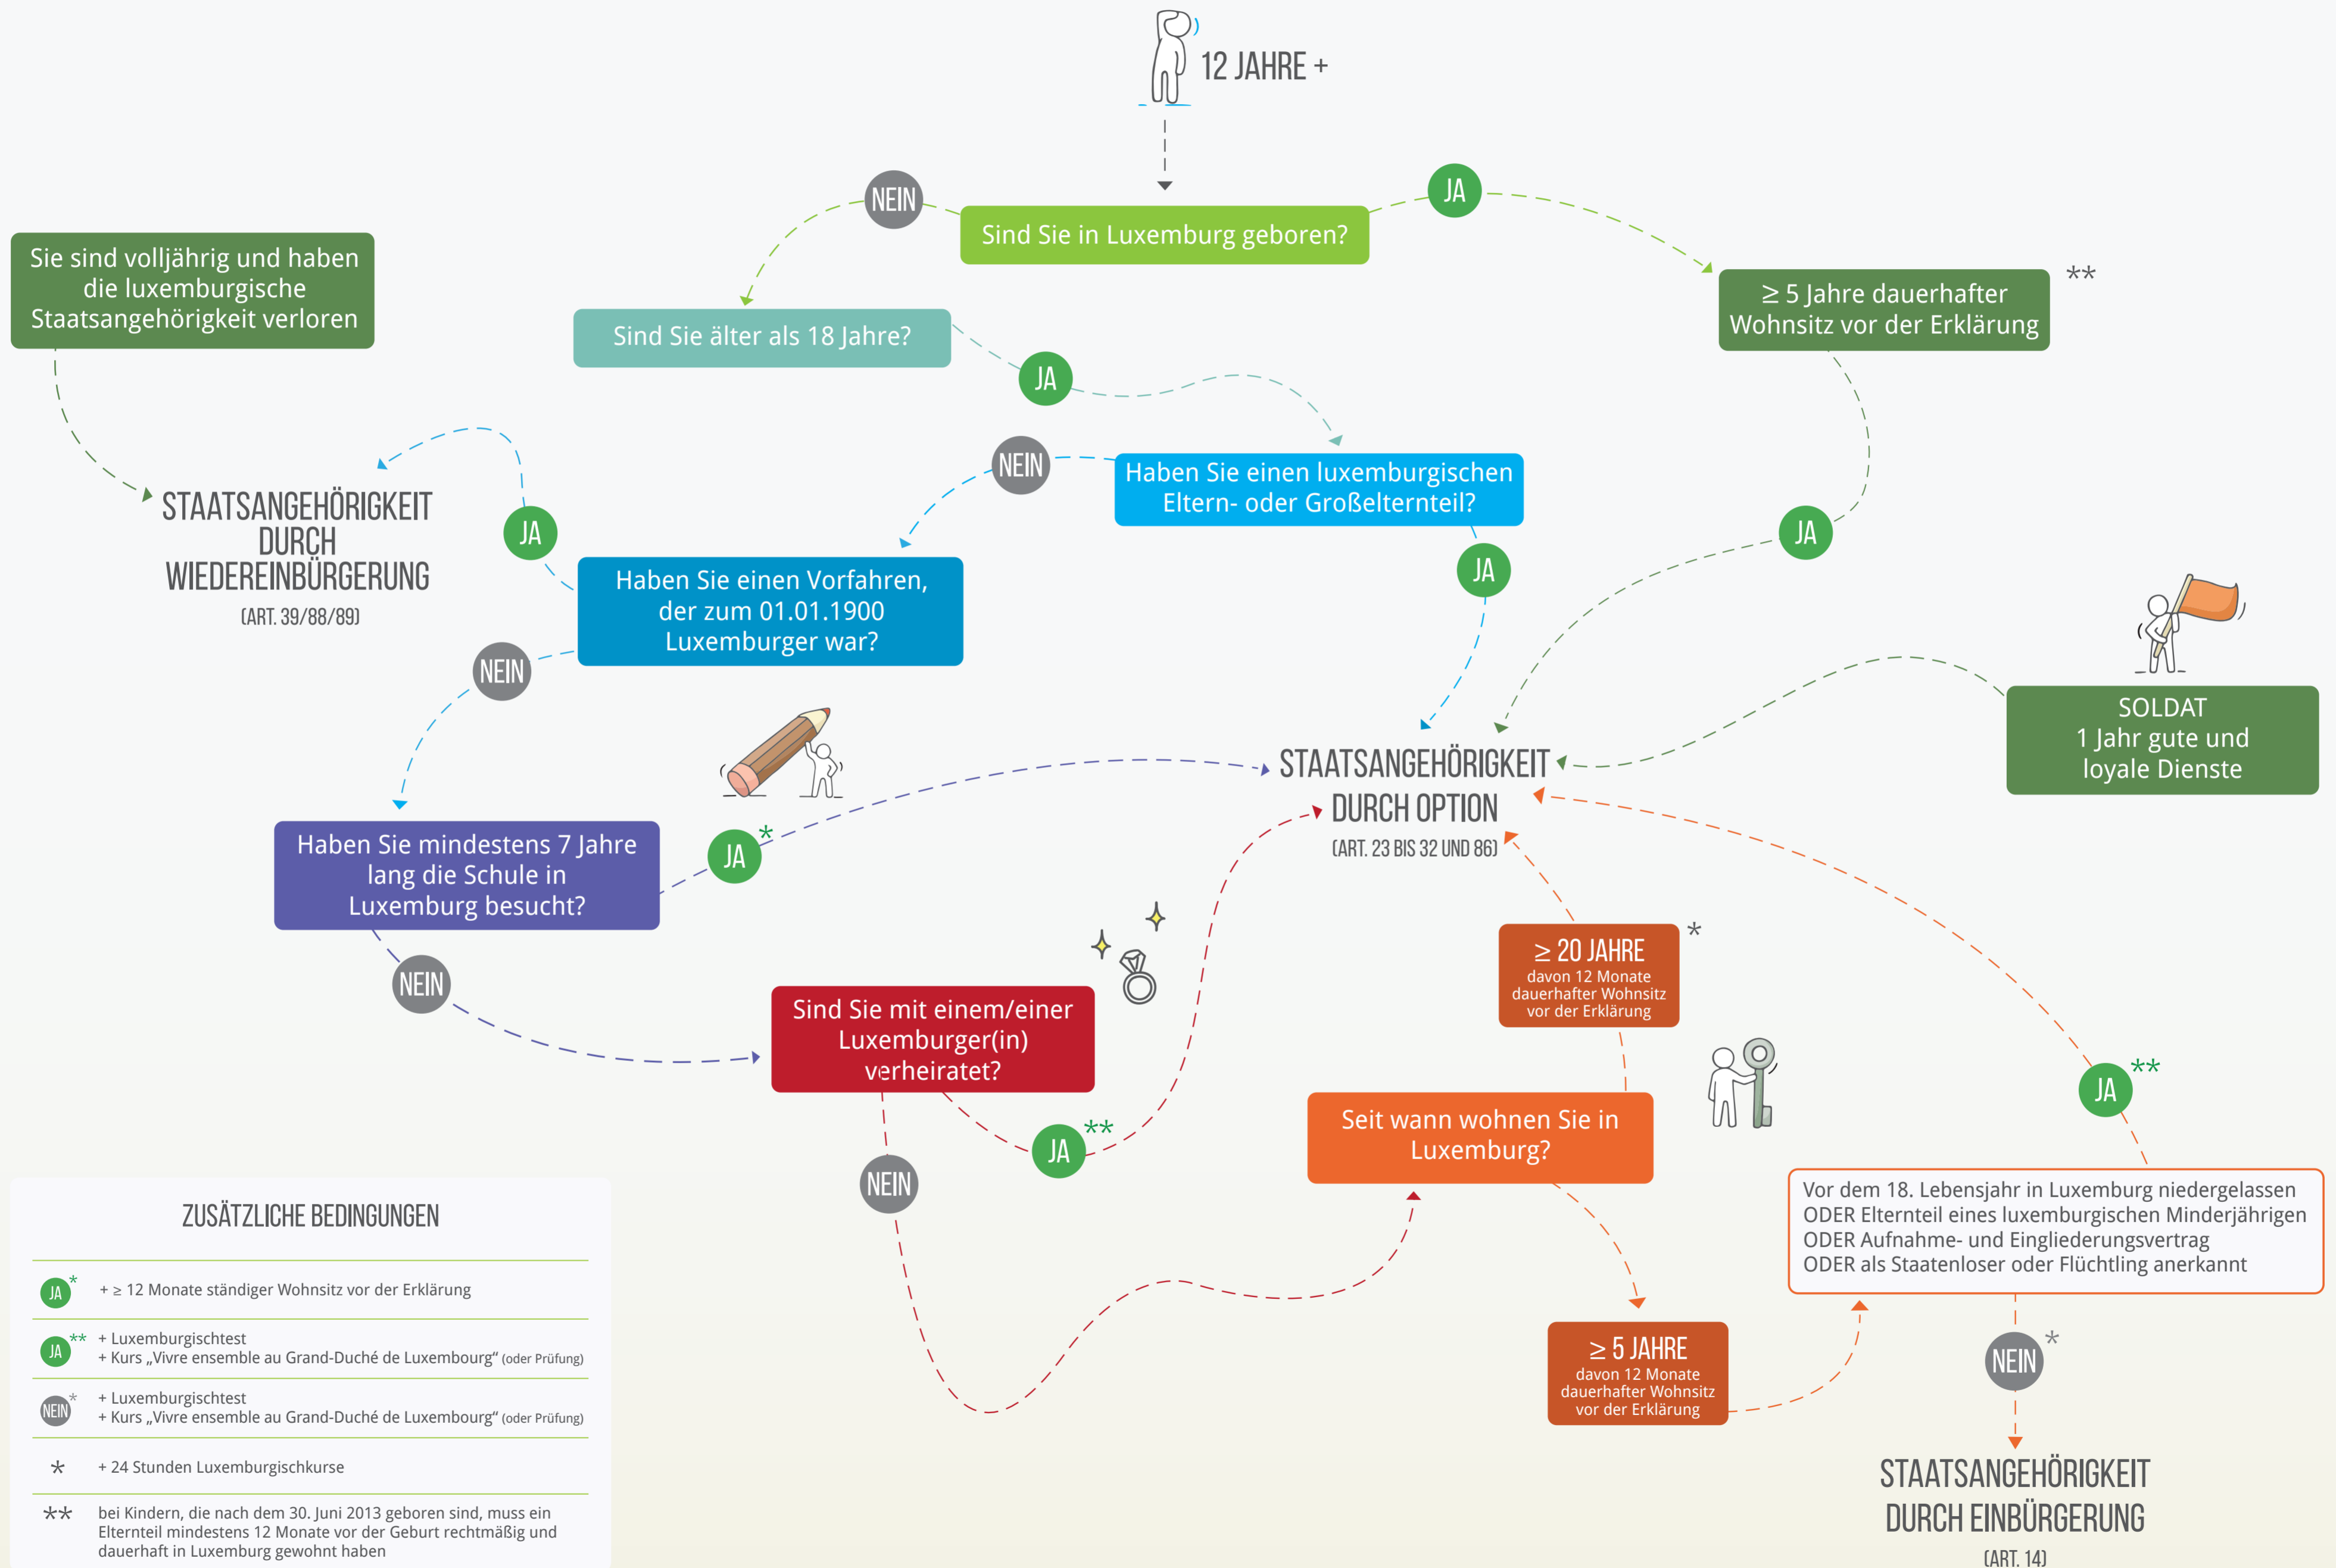 12 JAHRE +
NEIN
JA
Sind Sie in Luxemburg geboren?
Sie sind volljährig und haben
die luxemburgische
Staatsangehörigkeit verloren
≥ 5 Jahre dauerhafter
Wohnsitz vor der Erklärung
**
Sind Sie älter als 18 Jahre?
JA
NEIN
Haben Sie einen luxemburgischen
Eltern- oder Großelternteil?
STAATSANGEHÖRIGKEIT
DURCH
WIEDEREINBÜRGERUNG
(ART. 39/88/89)
JA
JA
JA
Haben Sie einen Vorfahren,
der zum 01.01.1900
Luxemburger war?
NEIN
SOLDAT
1 Jahr gute und
loyale Dienste
STAATSANGEHÖRIGKEIT
DURCH OPTION
(ART. 23 BIS 32 UND 86)
Haben Sie mindestens 7 Jahre
lang die Schule in
Luxemburg besucht?
JA *
NEIN
≥ 20 JAHRE *
davon 12 Monate
dauerhafter Wohnsitz
vor der Erklärung
Sind Sie mit einem/einer
Luxemburger(in)
verheiratet?
JA **
NEIN
Seit wann wohnen Sie in
Luxemburg?
JA **
Vor dem 18. Lebensjahr in Luxemburg niedergelassen
ODER Elternteil eines luxemburgischen Minderjährigen
ODER Aufnahme- und Eingliederungsvertrag
ODER als Staatenloser oder Flüchtling anerkannt
≥ 5 JAHRE
davon 12 Monate
dauerhafter Wohnsitz
vor der Erklärung
NEIN *
STAATSANGEHÖRIGKEIT
DURCH EINBÜRGERUNG
(ART. 14)
ZUSÄTZLICHE BEDINGUNGEN
JA * + ≥ 12 Monate ständiger Wohnsitz vor der Erklärung
JA ** + Luxemburgischtest
+ Kurs „Vivre ensemble au Grand-Duché de Luxembourg“ (oder Prüfung)
NEIN * + Luxemburgischtest
+ Kurs „Vivre ensemble au Grand-Duché de Luxembourg“ (oder Prüfung)
* + 24 Stunden Luxemburgischkurse
** bei Kindern, die nach dem 30. Juni 2013 geboren sind, muss ein
Elternteil mindestens 12 Monate vor der Geburt rechtmäßig und
dauerhaft in Luxemburg gewohnt haben